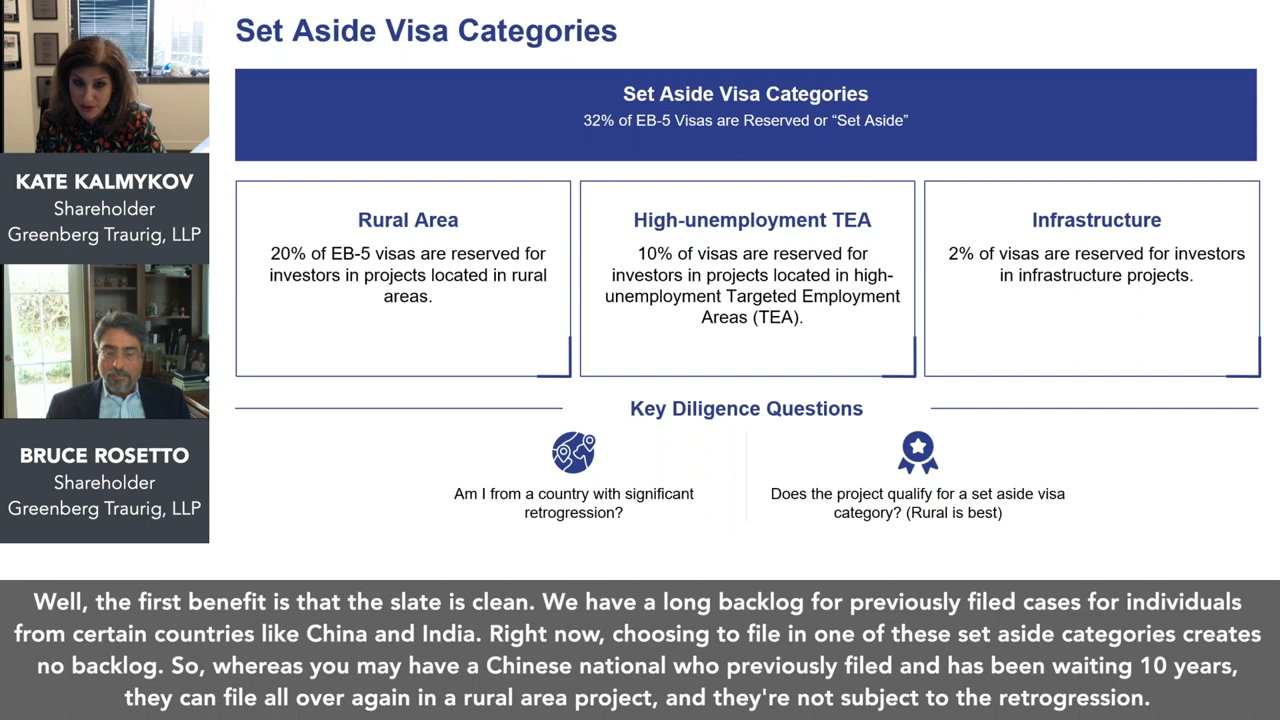 Set Aside Visa Categories
Set Aside Visa Categories
32% of EB-5 Visas are Reserved or “Set Aside”
KATE KALMYKOV
Shareholder
Greenberg Traurig, LLP
Rural Area
20% of EB-5 visas are reserved for
investors in projects located in rural
areas.
High-unemployment TEA
10% of visas are reserved for
investors in projects located in high-
unemployment Targeted Employment
Areas (TEA).
Infrastructure
2% of visas are reserved for investors
in infrastructure projects.
BRUCE ROSETTO
Shareholder
Greenberg Traurig, LLP
Key Diligence Questions
Am I from a country with significant
retrogression?
Does the project qualify for a set aside visa
category? (Rural is best)
Well, the first benefit is that the slate is clean. We have a long backlog for previously filed cases for individuals
from certain countries like China and India. Right now, choosing to file in one of these set aside categories creates
no backlog. So, whereas you may have a Chinese national who previously filed and has been waiting 10 years,
they can file all over again in a rural area project, and they're not subject to the retrogression.